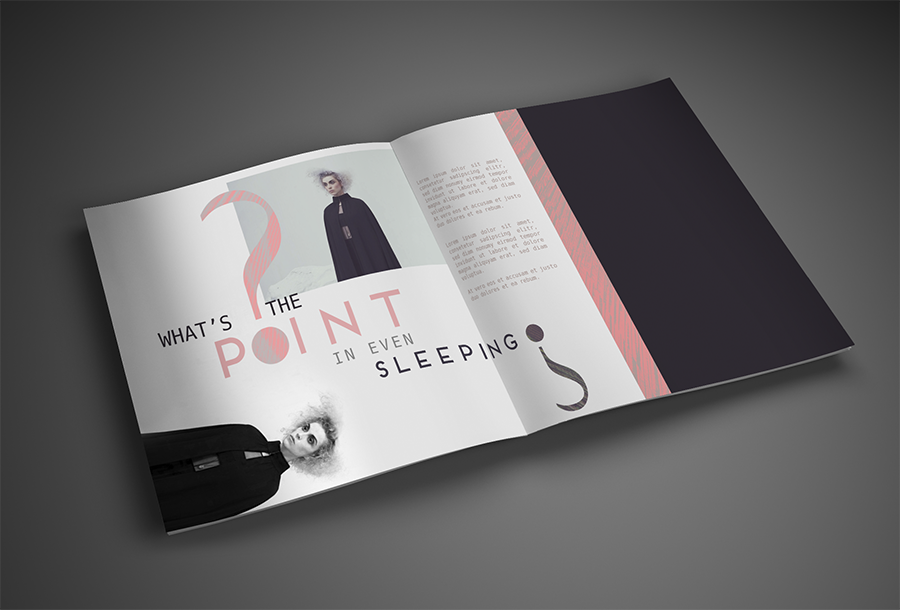 ?
WHAT'S THE
POINT
IN EVEN
SLEEPING
?
Lorem ipsum dolor sit amet,
consetetur sadipscing elitr,
sed diam nonumy eirmod tempor
invidunt ut labore et dolore
magna aliquyam erat, sed diam
voluptua.
At vero eos et accusam et justo
duo dolores et ea rebum.
Lorem ipsum dolor sit amet,
consetetur sadipscing elitr,
sed diam nonumy eirmod tempor
invidunt ut labore et dolore
magna aliquyam erat, sed diam
voluptua.
At vero eos et accusam et justo
duo dolores et ea rebum.